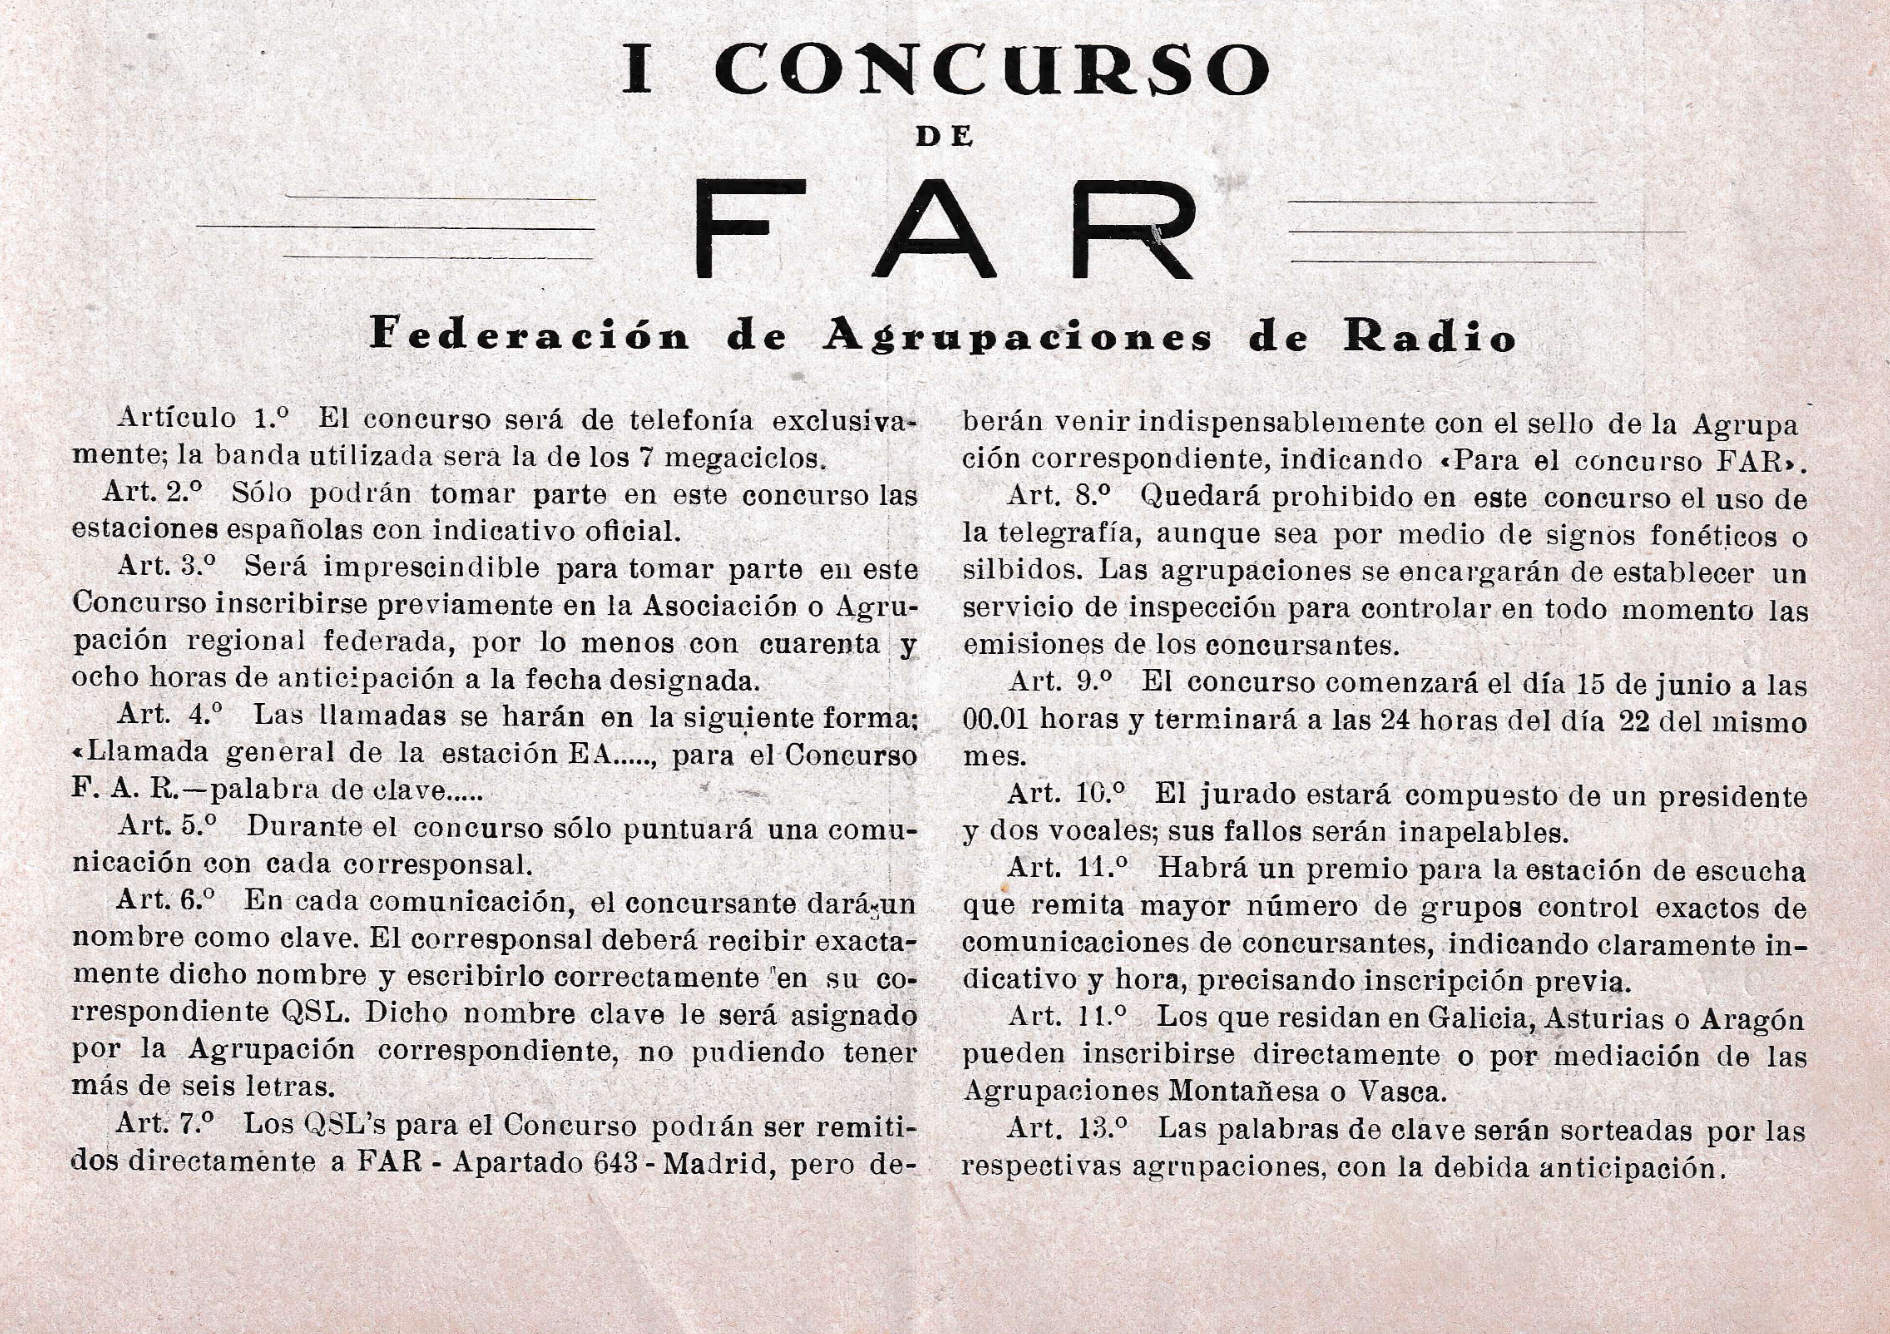 I CONCURSO
DE
FAR
Federación de Agrupaciones de Radio
Artículo 1.º El concurso será de telefonía exclusiva-
mente; la banda utilizada sera la de los 7 megaciclos.
Art. 2.º Sólo podrán tomar parte en este concurso las
estaciones españolas con indicativo oficial.
Art. 3.º Será imprescindible para tomar parte en este
Concurso inscribirse previamente en la Asociación o Agru-
pación regional federada, por lo menos con cuarenta y
ocho horas de anticipación a la fecha designada.
Art. 4.º Las llamadas se harán en la siguiente forma;
«Llamada general de la estación EA....., para el Concurso
F. A. R.—palabra de clave.....
Art. 5.º Durante el concurso sólo puntuará una comu-
nicación con cada corresponsal.
Art. 6.º En cada comunicación, el concursante dará un
nombre como clave. El corresponsal deberá recibir exacta-
mente dicho nombre y escribirlo correctamente en su co-
rrespondiente QSL. Dicho nombre clave le será asignado
por la Agrupación correspondiente, no pudiendo tener
más de seis letras.
Art. 7.º Los QSL's para el Concurso podrán ser remiti-
dos directamente a FAR - Apartado 643 - Madrid, pero de-
berán venir indispensablemente con el sello de la Agrupa
ción correspondiente, indicando «Para el concurso FAR».
Art. 8.º Quedará prohibido en este concurso el uso de
la telegrafía, aunque sea por medio de signos fonéticos o
silbidos. Las agrupaciones se encargarán de establecer un
servicio de inspección para controlar en todo momento las
emisiones de los concursantes.
Art. 9.º El concurso comenzará el día 15 de junio a las
00.01 horas y terminará a las 24 horas del día 22 del mismo
mes.
Art. 10.º El jurado estará compuesto de un presidente
y dos vocales; sus fallos serán inapelables.
Art. 11.º Habrá un premio para la estación de escucha
que remita mayor número de grupos control exactos de
comunicaciones de concursantes, indicando claramente in-
dicativo y hora, precisando inscripción previa.
Art. 11.º Los que residan en Galicia, Asturias o Aragón
pueden inscribirse directamente o por mediación de las
Agrupaciones Montañesa o Vasca.
Art. 13.º Las palabras de clave serán sorteadas por las
respectivas agrupaciones, con la debida anticipación.